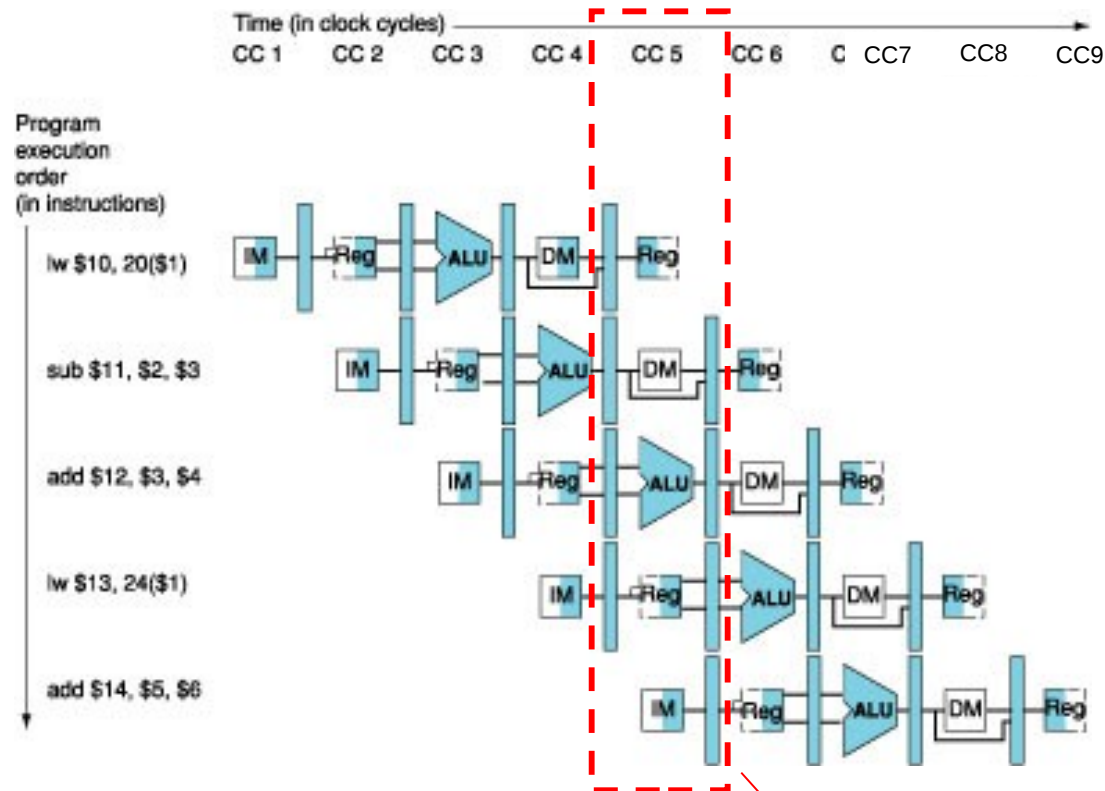 Time (in clock cycles)
CC 1 CC 2 CC 3 CC 4 CC 5 CC 6 C CC7 CC8 CC9
Program
execution
order
(in instructions)
lw $10, 20($1) IM Reg ALU DM Reg
sub $11, $2, $3 IM Reg ALU DM Reg
add $12, $3, $4 IM Reg ALU DM Reg
lw $13, 24($1) IM Reg ALU DM Reg
add $14, $5, $6 IM Reg ALU DM Reg